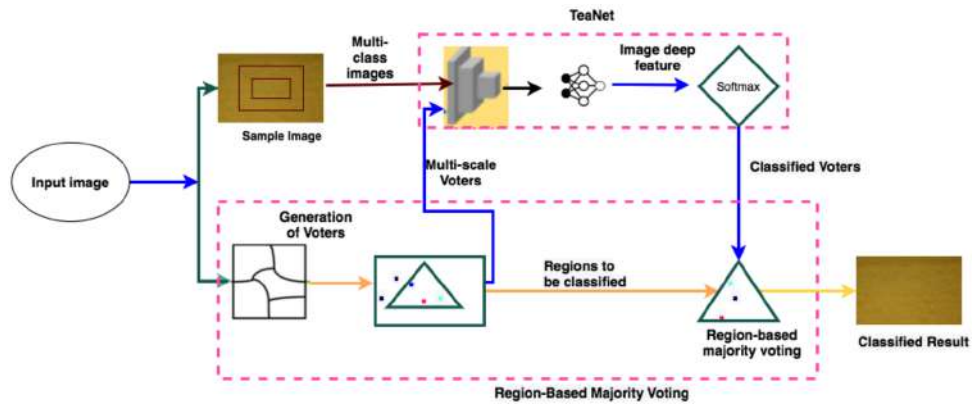 TeaNet
Multi-
class
images
Image deep
feature
Softmax
Sample Image
Input image
Multi-scale
Voters
Classified Voters
Generation
of Voters
Regions to
be classified
Region-based
majority voting
Classified Result
Region-Based Majority Voting